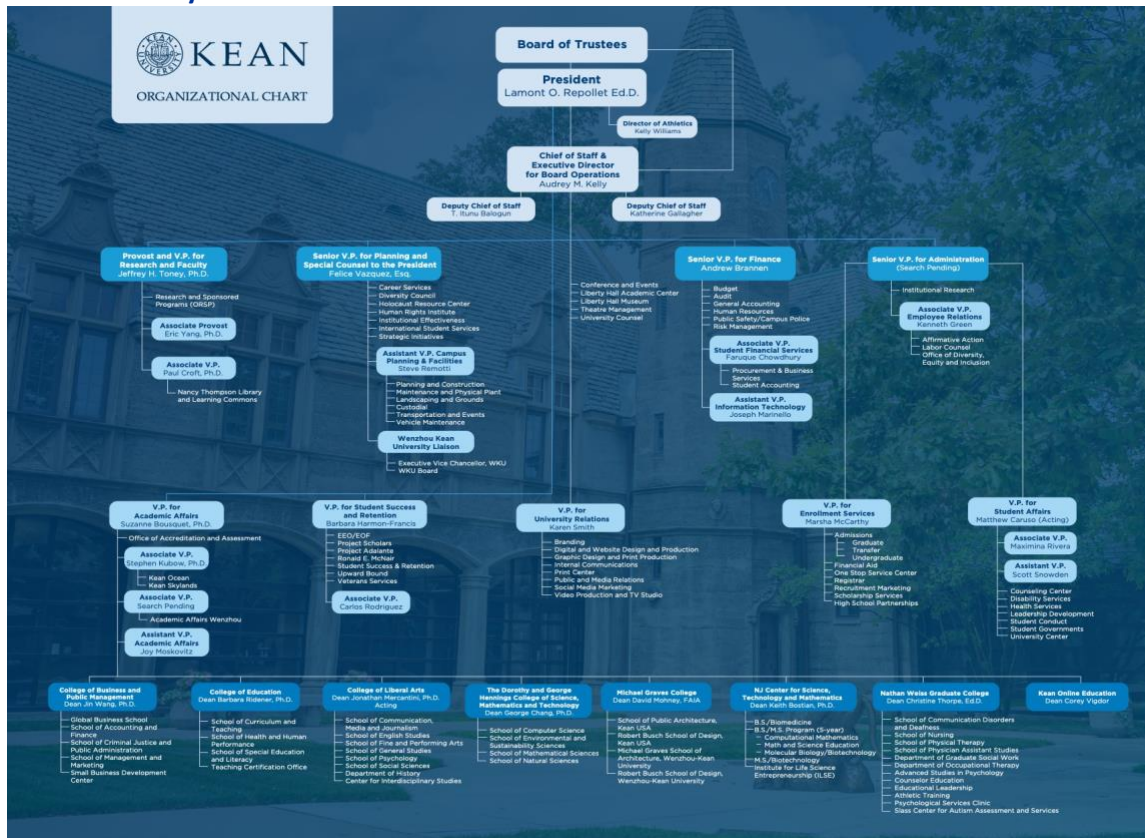 KEAN UNIVERSITY
KEAN
ORGANIZATIONAL CHART
Board of Trustees
President
Lamont O. Repollet Ed.D.
Director of Athletics
Kelly Williams
Chief of Staff &
Executive Director
for Board Operations
Audrey M. Kelly
Deputy Chief of Staff
T. Itunu Balogun
Deputy Chief of Staff
Katherine Gallagher
Provost and V.P. for
Research and Faculty
Jeffrey H. Toney, Ph.D.
Research and Sponsored
Programs (ORSP)
Associate Provost
Eric Yang, Ph.D.
Associate V.P.
Paul Croft, Ph.D.
Nancy Thompson Library
and Learning Commons
Senior V.P. for Planning and
Special Counsel to the President
Felice Vazquez, Esq.
Career Services
Diversity Council
Holocaust Resource Center
Human Rights Institute
Institutional Effectiveness
International Student Services
Strategic Initiatives
Assistant V.P. Campus
Planning & Facilities
Steve Remotti
Planning and Construction
Maintenance and Physical Plant
Landscaping and Grounds
Custodial
Transportation and Events
Vehicle Maintenance
Wenzhou Kean
University Liaison
Executive Vice Chancellor, WKU
WKU Board
Conference and Events
Liberty Hall Academic Center
Liberty Hall Museum
Theatre Management
University Counsel
Senior V.P. for Finance
Andrew Brannen
Budget
Audit
General Accounting
Human Resources
Public Safety/Campus Police
Risk Management
Associate V.P.
Student Financial Services
Faruque Chowdhury
Procurement & Business
Services
Student Accounting
Assistant V.P.
Information Technology
Joseph Marinello
Senior V.P. for Administration
(Search Pending)
Institutional Research
Associate V.P.
Employee Relations
Kenneth Green
Affirmative Action
Labor Counsel
Office of Diversity,
Equity and Inclusion
V.P. for
Academic Affairs
Suzanne Bousquet, Ph.D.
Office of Accreditation and Assessment
Associate V.P.
Stephen Kubow, Ph.D.
Kean Ocean
Kean Skylands
Associate V.P.
Search Pending
Academic Affairs Wenzhou
Assistant V.P.
Academic Affairs
Joy Moskovitz
V.P. for Student Success
and Retention
Barbara Harmon-Francis
EEO/EOF
Project Scholars
Project Adelante
Ronald E. McNair
Student Success & Retention
Upward Bound
Veterans Services
Associate V.P.
Carlos Rodriguez
V.P. for
University Relations
Karen Smith
Branding
Digital and Website Design and Production
Graphic Design and Print Production
Internal Communications
Print Center
Public and Media Relations
Social Media Marketing
Video Production and TV Studio
V.P. for
Enrollment Services
Marsha McCarthy
Admissions
Graduate
Transfer
Undergraduate
Financial Aid
One Stop Service Center
Registrar
Recruitment Marketing
Scholarship Services
High School Partnerships
V.P. for
Student Affairs
Matthew Caruso (Acting)
Associate V.P.
Maximina Rivera
Assistant V.P.
Scott Snowden
Counseling Center
Disability Services
Health Services
Leadership Development
Student Conduct
Student Governments
University Center
College of Business and
Public Management
Dean Jin Wang, Ph.D.
Global Business School
School of Accounting and
Finance
School of Criminal Justice and
Public Administration
School of Management and
Marketing
Small Business Development
Center
College of Education
Dean Barbara Ridener, Ph.D.
School of Curriculum and
Teaching
School of Health and Human
Performance
School of Special Education
and Literacy
Teaching Certification Office
College of Liberal Arts
Dean Jonathan Mercantini, Ph.D.
Acting
School of Communication,
Media and Journalism
School of English Studies
School of Fine and Performing Arts
School of General Studies
School of Psychology
School of Social Sciences
Department of History
Center for Interdisciplinary Studies
The Dorothy and George
Hennings College of Science,
Mathematics and Technology
Dean George Chang, Ph.D.
School of Computer Science
School of Environmental and
Sustainability Sciences
School of Mathematical Sciences
School of Natural Sciences
Michael Graves College
Dean David Mohney, FAIA
School of Public Architecture,
Kean USA
Robert Busch School of Design,
Kean USA
Michael Graves School of
Architecture, Wenzhou-Kean
University
Robert Busch School of Design,
Wenzhou-Kean University
NJ Center for Science,
Technology and Mathematics
Dean Keith Bostian, Ph.D.
B.S./Biomedicine
B.S./M.S. Program (5-year)
Computational Mathematics
Math and Science Education
Molecular Biology/Biotechnology
M.S./Biotechnology
Institute for Life Science
Entrepreneurship (ILSE)
Nathan Weiss Graduate College
Dean Christine Thorpe, Ed.D.
School of Communication Disorders
and Deafness
School of Nursing
School of Physical Therapy
School of Physician Assistant Studies
Department of Graduate Social Work
Department of Occupational Therapy
Advanced Studies in Psychology
Counselor Education
Educational Leadership
Athletic Training
Psychological Services Clinic
Slass Center for Autism Assessment and Services
Kean Online Education
Dean Corey Vigdor